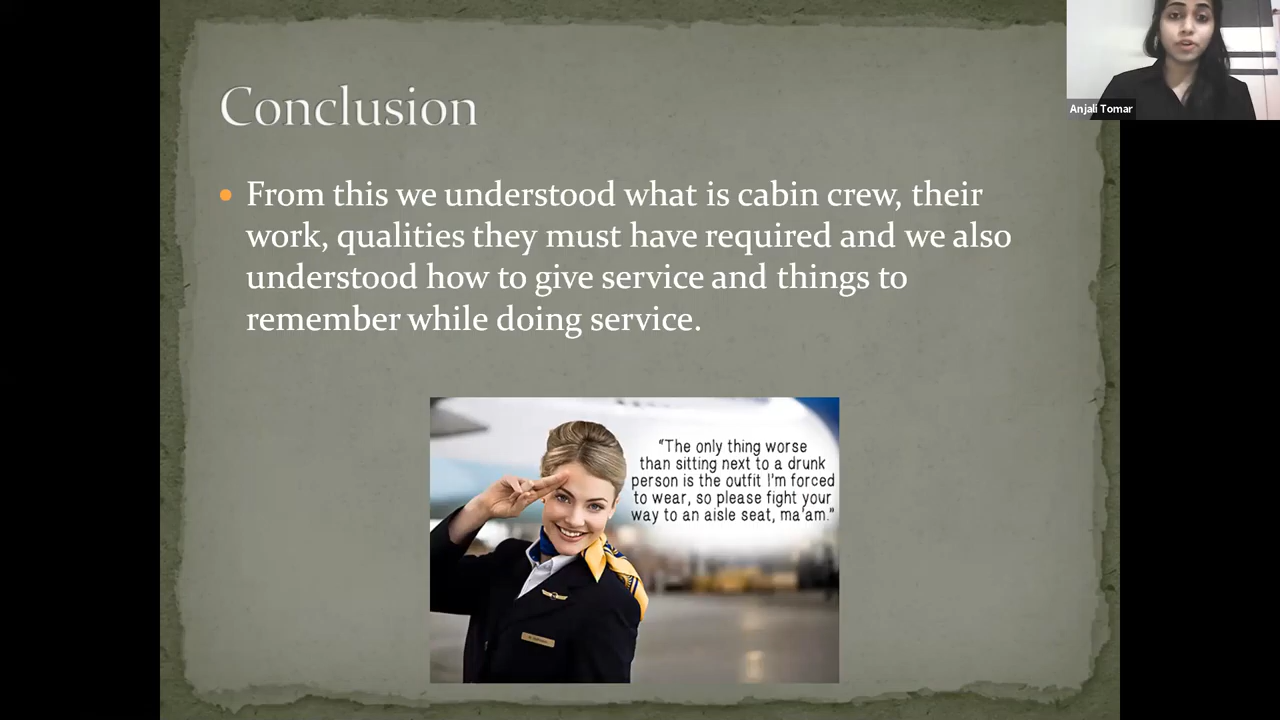 Conclusion
From this we understood what is cabin crew, their
work, qualities they must have required and we also
understood how to give service and things to
remember while doing service.
"The only thing worse
than sitting next to a drunk
person is the outfit I'm forced
to wear, so please fight your
way to an aisle seat, ma'am."
Anjali Tomar